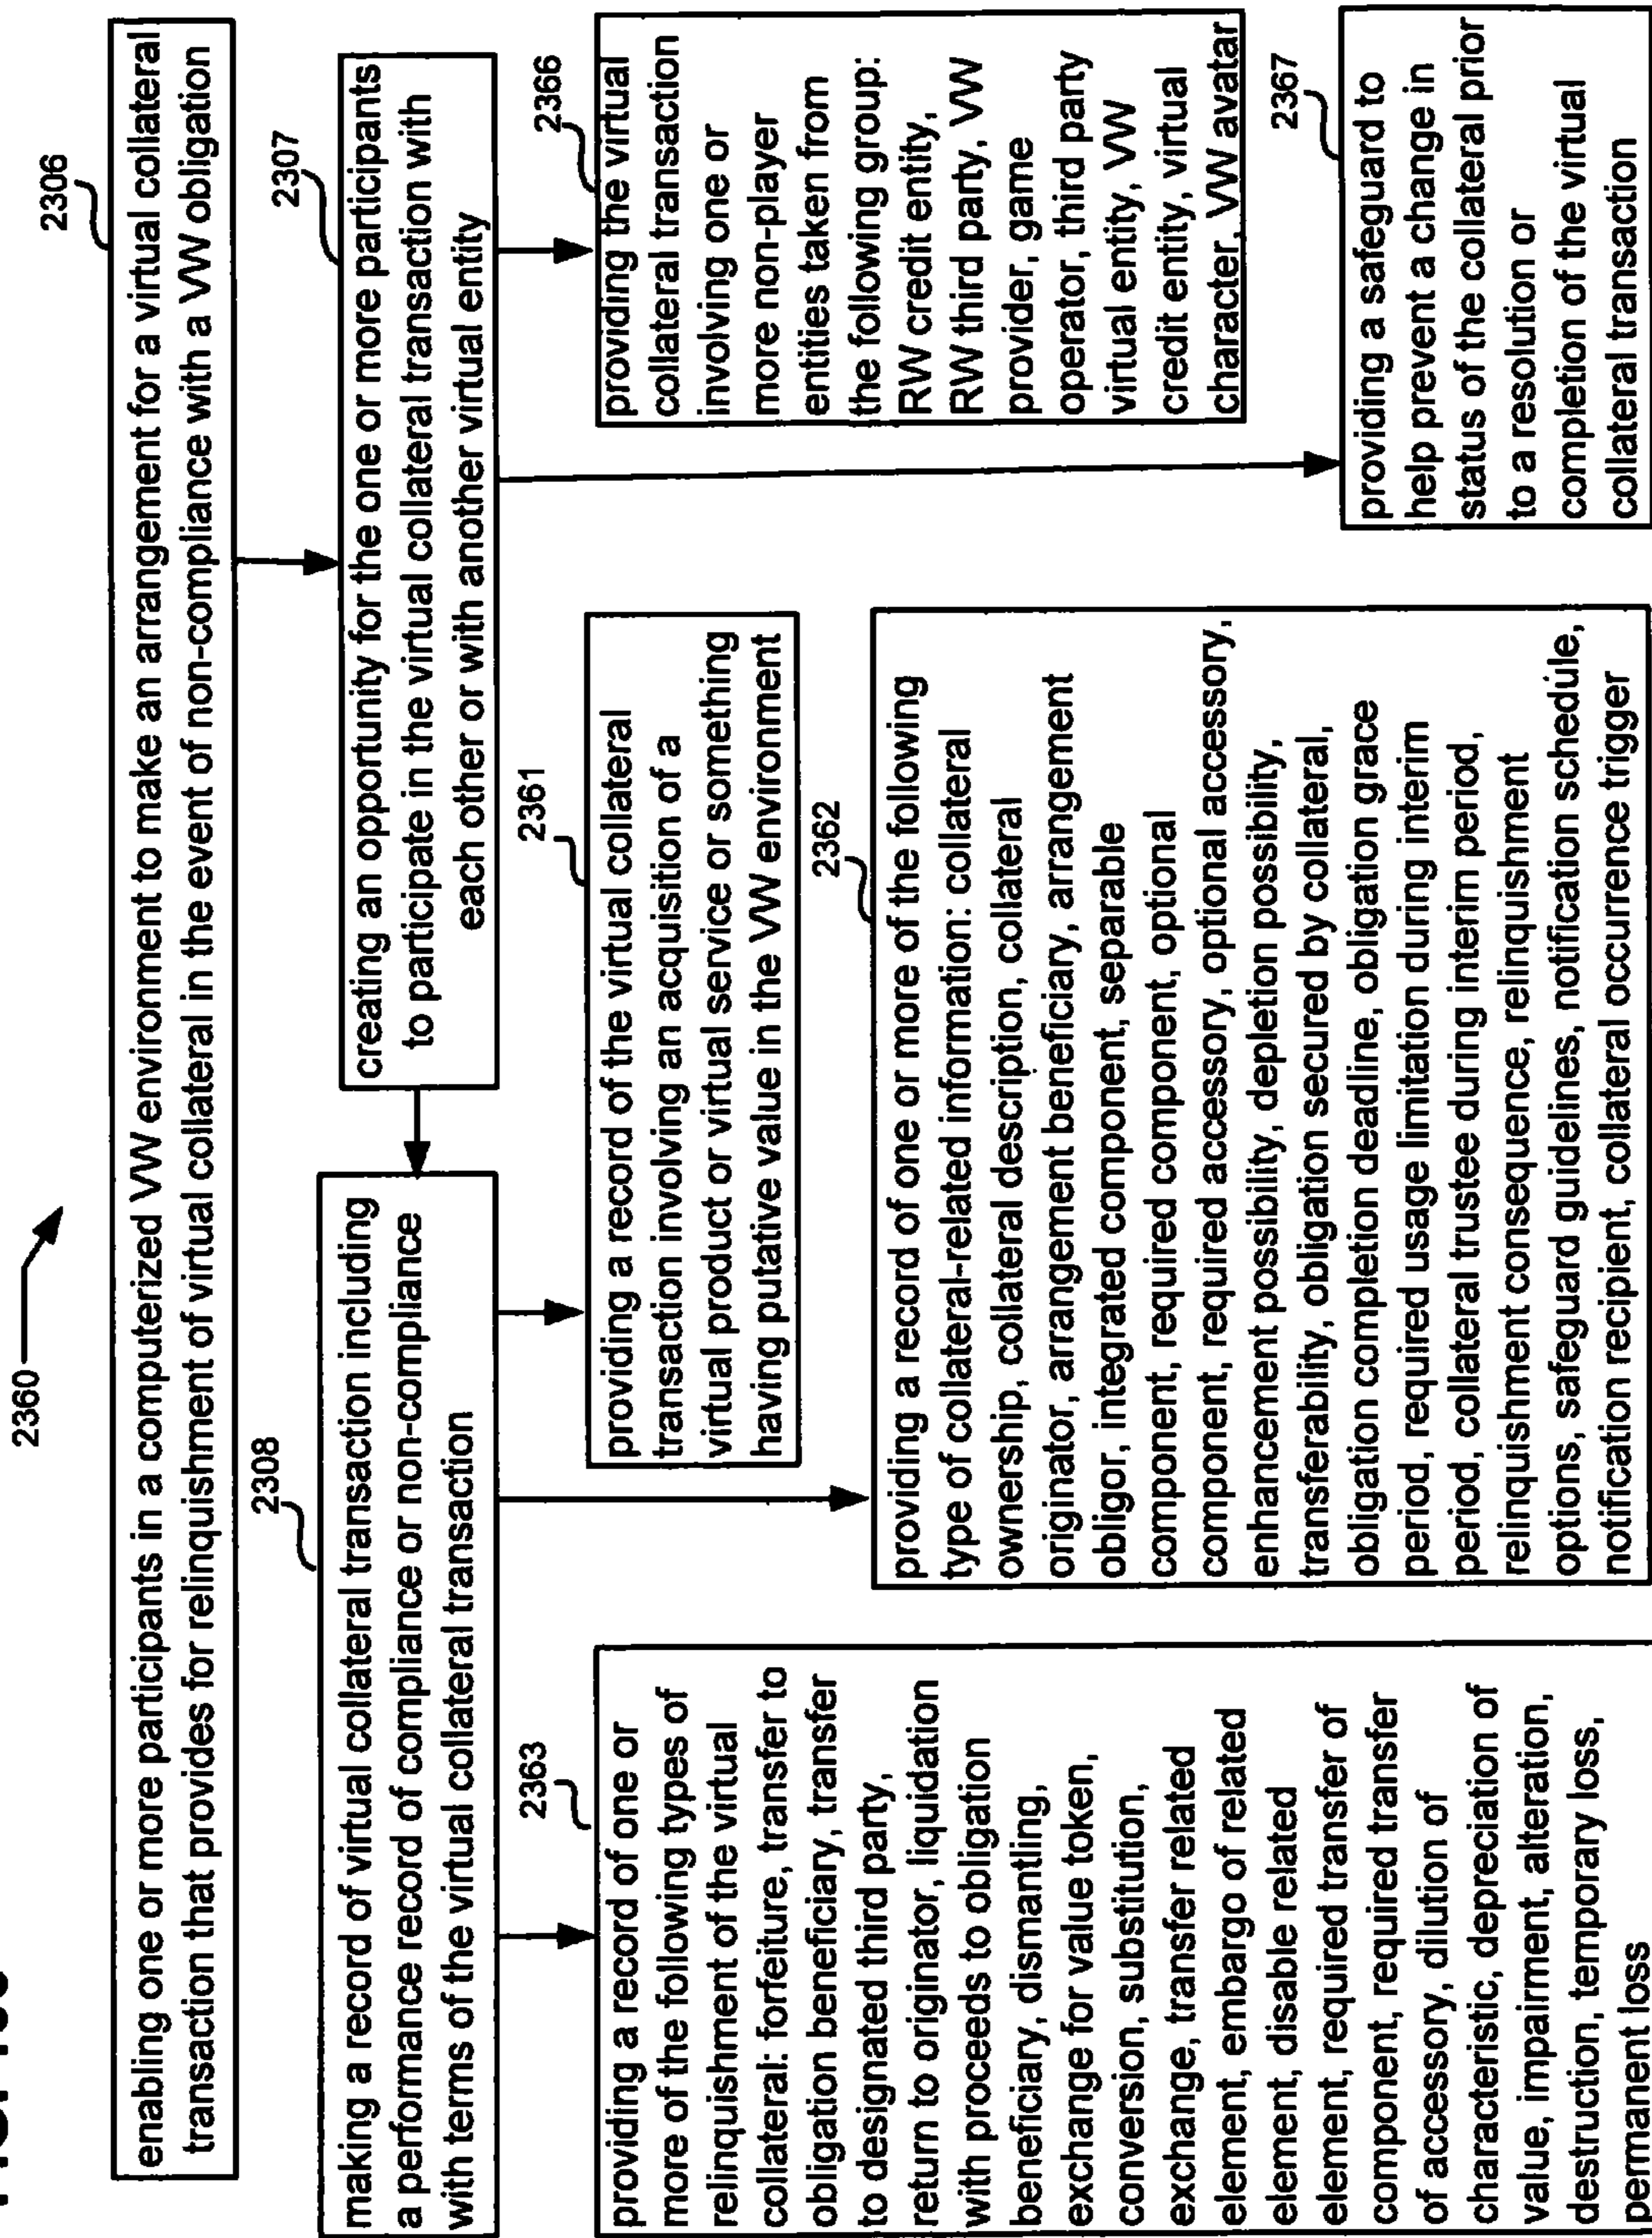 2360
2306
enabling one or more participants in a computerized VW environment to make an arrangement for a virtual collateral
transaction that provides for relinquishment of virtual collateral in the event of non-compliance with a VW obligation
2308
making a record of virtual collateral transaction including
a performance record of compliance or non-compliance
with terms of the virtual collateral transaction
2307
creating an opportunity for the one or more participants
to participate in the virtual collateral transaction with
each other or with another virtual entity
2363
providing a record of one or
more of the following types of
relinquishment of the virtual
collateral: forfeiture, transfer to
obligation beneficiary, transfer
to designated third party,
return to originator, liquidation
with proceeds to obligation
beneficiary, dismantling,
exchange for value token,
conversion, substitution,
exchange, transfer related
element, embargo of related
element, disable related
element, required transfer of
component, required transfer
of accessory, dilution of
characteristic, depreciation of
value, impairment, alteration,
destruction, temporary loss,
permanent loss
2361
providing a record of the virtual collateral
transaction involving an acquisition of a
virtual product or virtual service or something
having putative value in the VW environment
2362
providing a record of one or more of the following
type of collateral-related information: collateral
ownership, collateral description, collateral
originator, arrangement beneficiary, arrangement
obligor, integrated component, separable
component, required component, optional
component, required accessory, optional accessory,
enhancement possibility, depletion possibility,
transferability, obligation secured by collateral,
obligation completion deadline, obligation grace
period, required usage limitation during interim
period, collateral trustee during interim period,
relinquishment consequence, relinquishment
options, safeguard guidelines, notification schedule,
notification recipient, collateral occurrence trigger
2366
providing the virtual
collateral transaction
involving one or
more non-player
entities taken from
the following group:
RW credit entity,
RW third party, VW
provider, game
operator, third party
virtual entity, VW
credit entity, virtual
character, VW avatar
2367
providing a safeguard to
help prevent a change in
status of the collateral prior
to a resolution or
completion of the virtual
collateral transaction